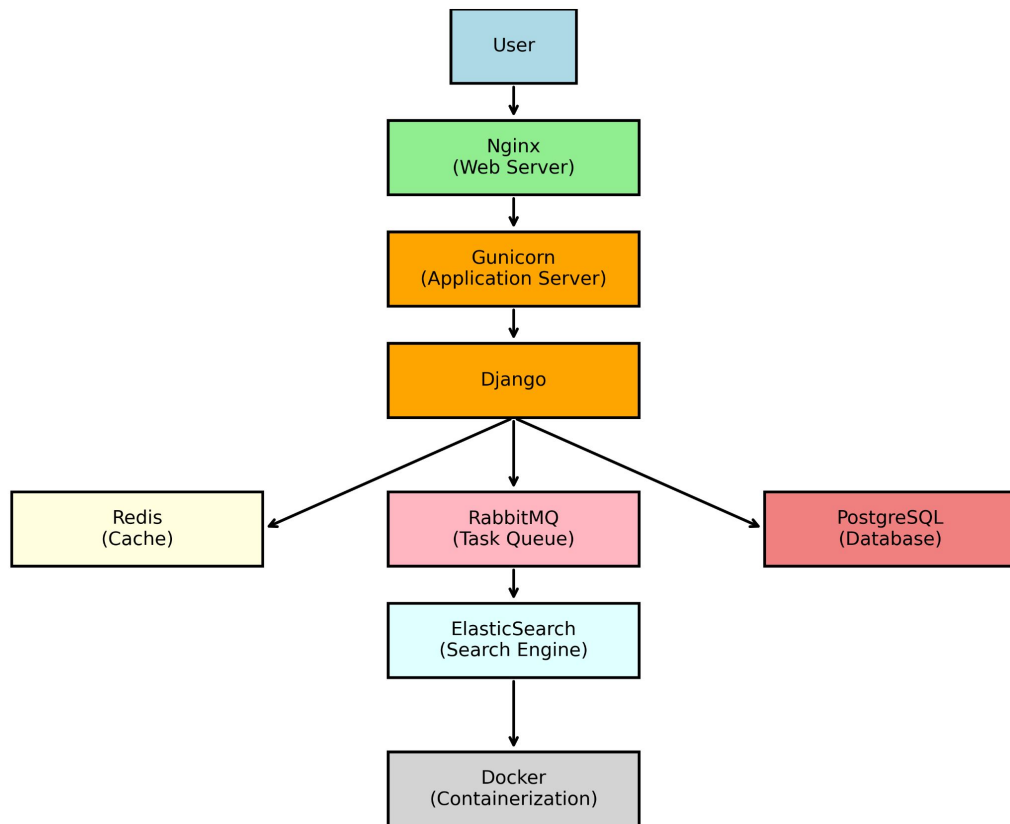 User
Nginx
(Web Server)
Gunicorn
(Application Server)
Django
Redis
(Cache)
RabbitMQ
(Task Queue)
PostgreSQL
(Database)
ElasticSearch
(Search Engine)
Docker
(Containerization)